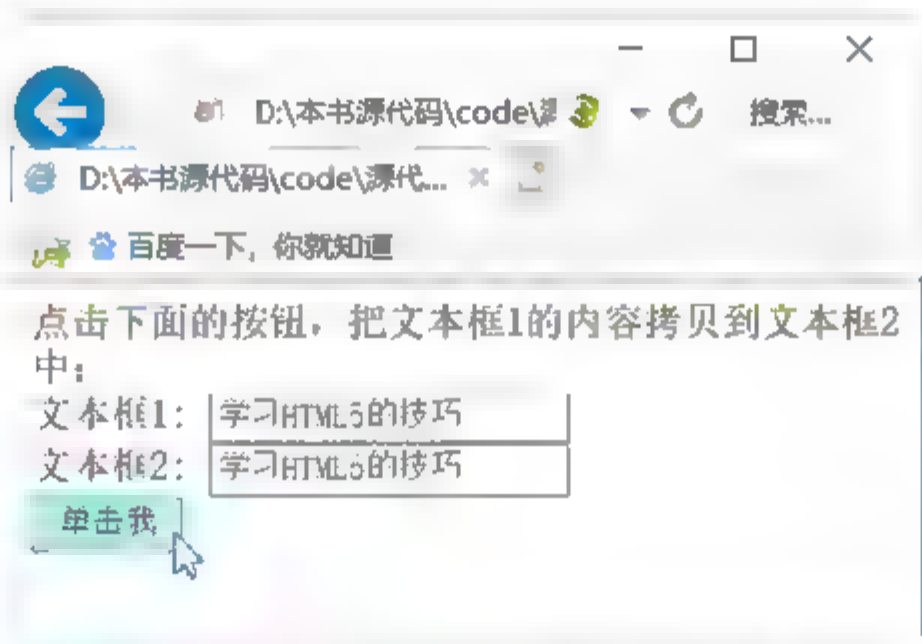 D:\本书源代码\code\源
搜索...
D:\本书源代码\code\源代...
百度一下，你就知道
点击下面的按钮，把文本框1的内容拷贝到文本框2
中：
文本框1： 学习HTML5的技巧
文本框2： 学习HTML5的技巧
单击我